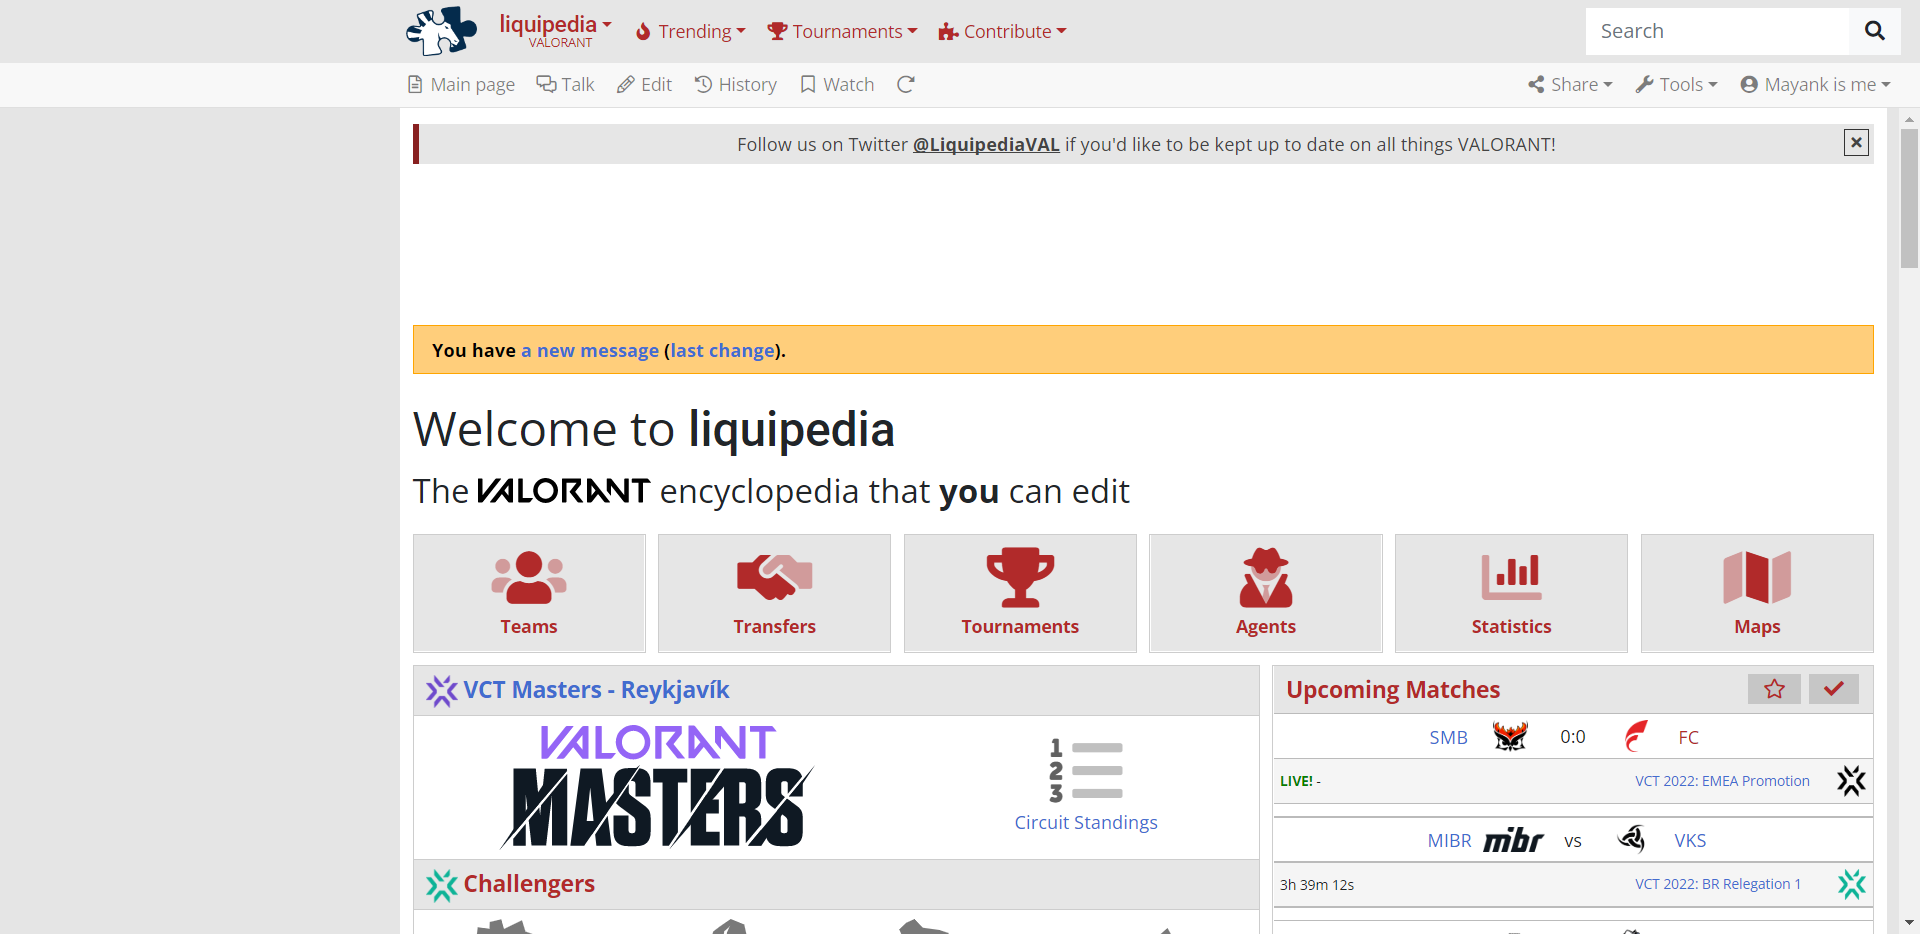 liquipedia
VALORANT
Trending
Tournaments
Contribute
Search
Main page
Talk
Edit
History
Watch
Share
Tools
Mayank is me
Follow us on Twitter @LiquipediaVAL if you'd like to be kept up to date on all things VALORANT!
You have a new message (last change).
Welcome to liquipedia
The VALORANT encyclopedia that you can edit
Teams
Transfers
Tournaments
Agents
Statistics
Maps
VCT Masters - Reykjavík
VALORANT
MASTERS
1
2
3
Circuit Standings
Challengers
Upcoming Matches
SMB 0:0 FC
LIVE! - VCT 2022: EMEA Promotion
MIBR mibr vs VKS
3h 39m 12s VCT 2022: BR Relegation 1